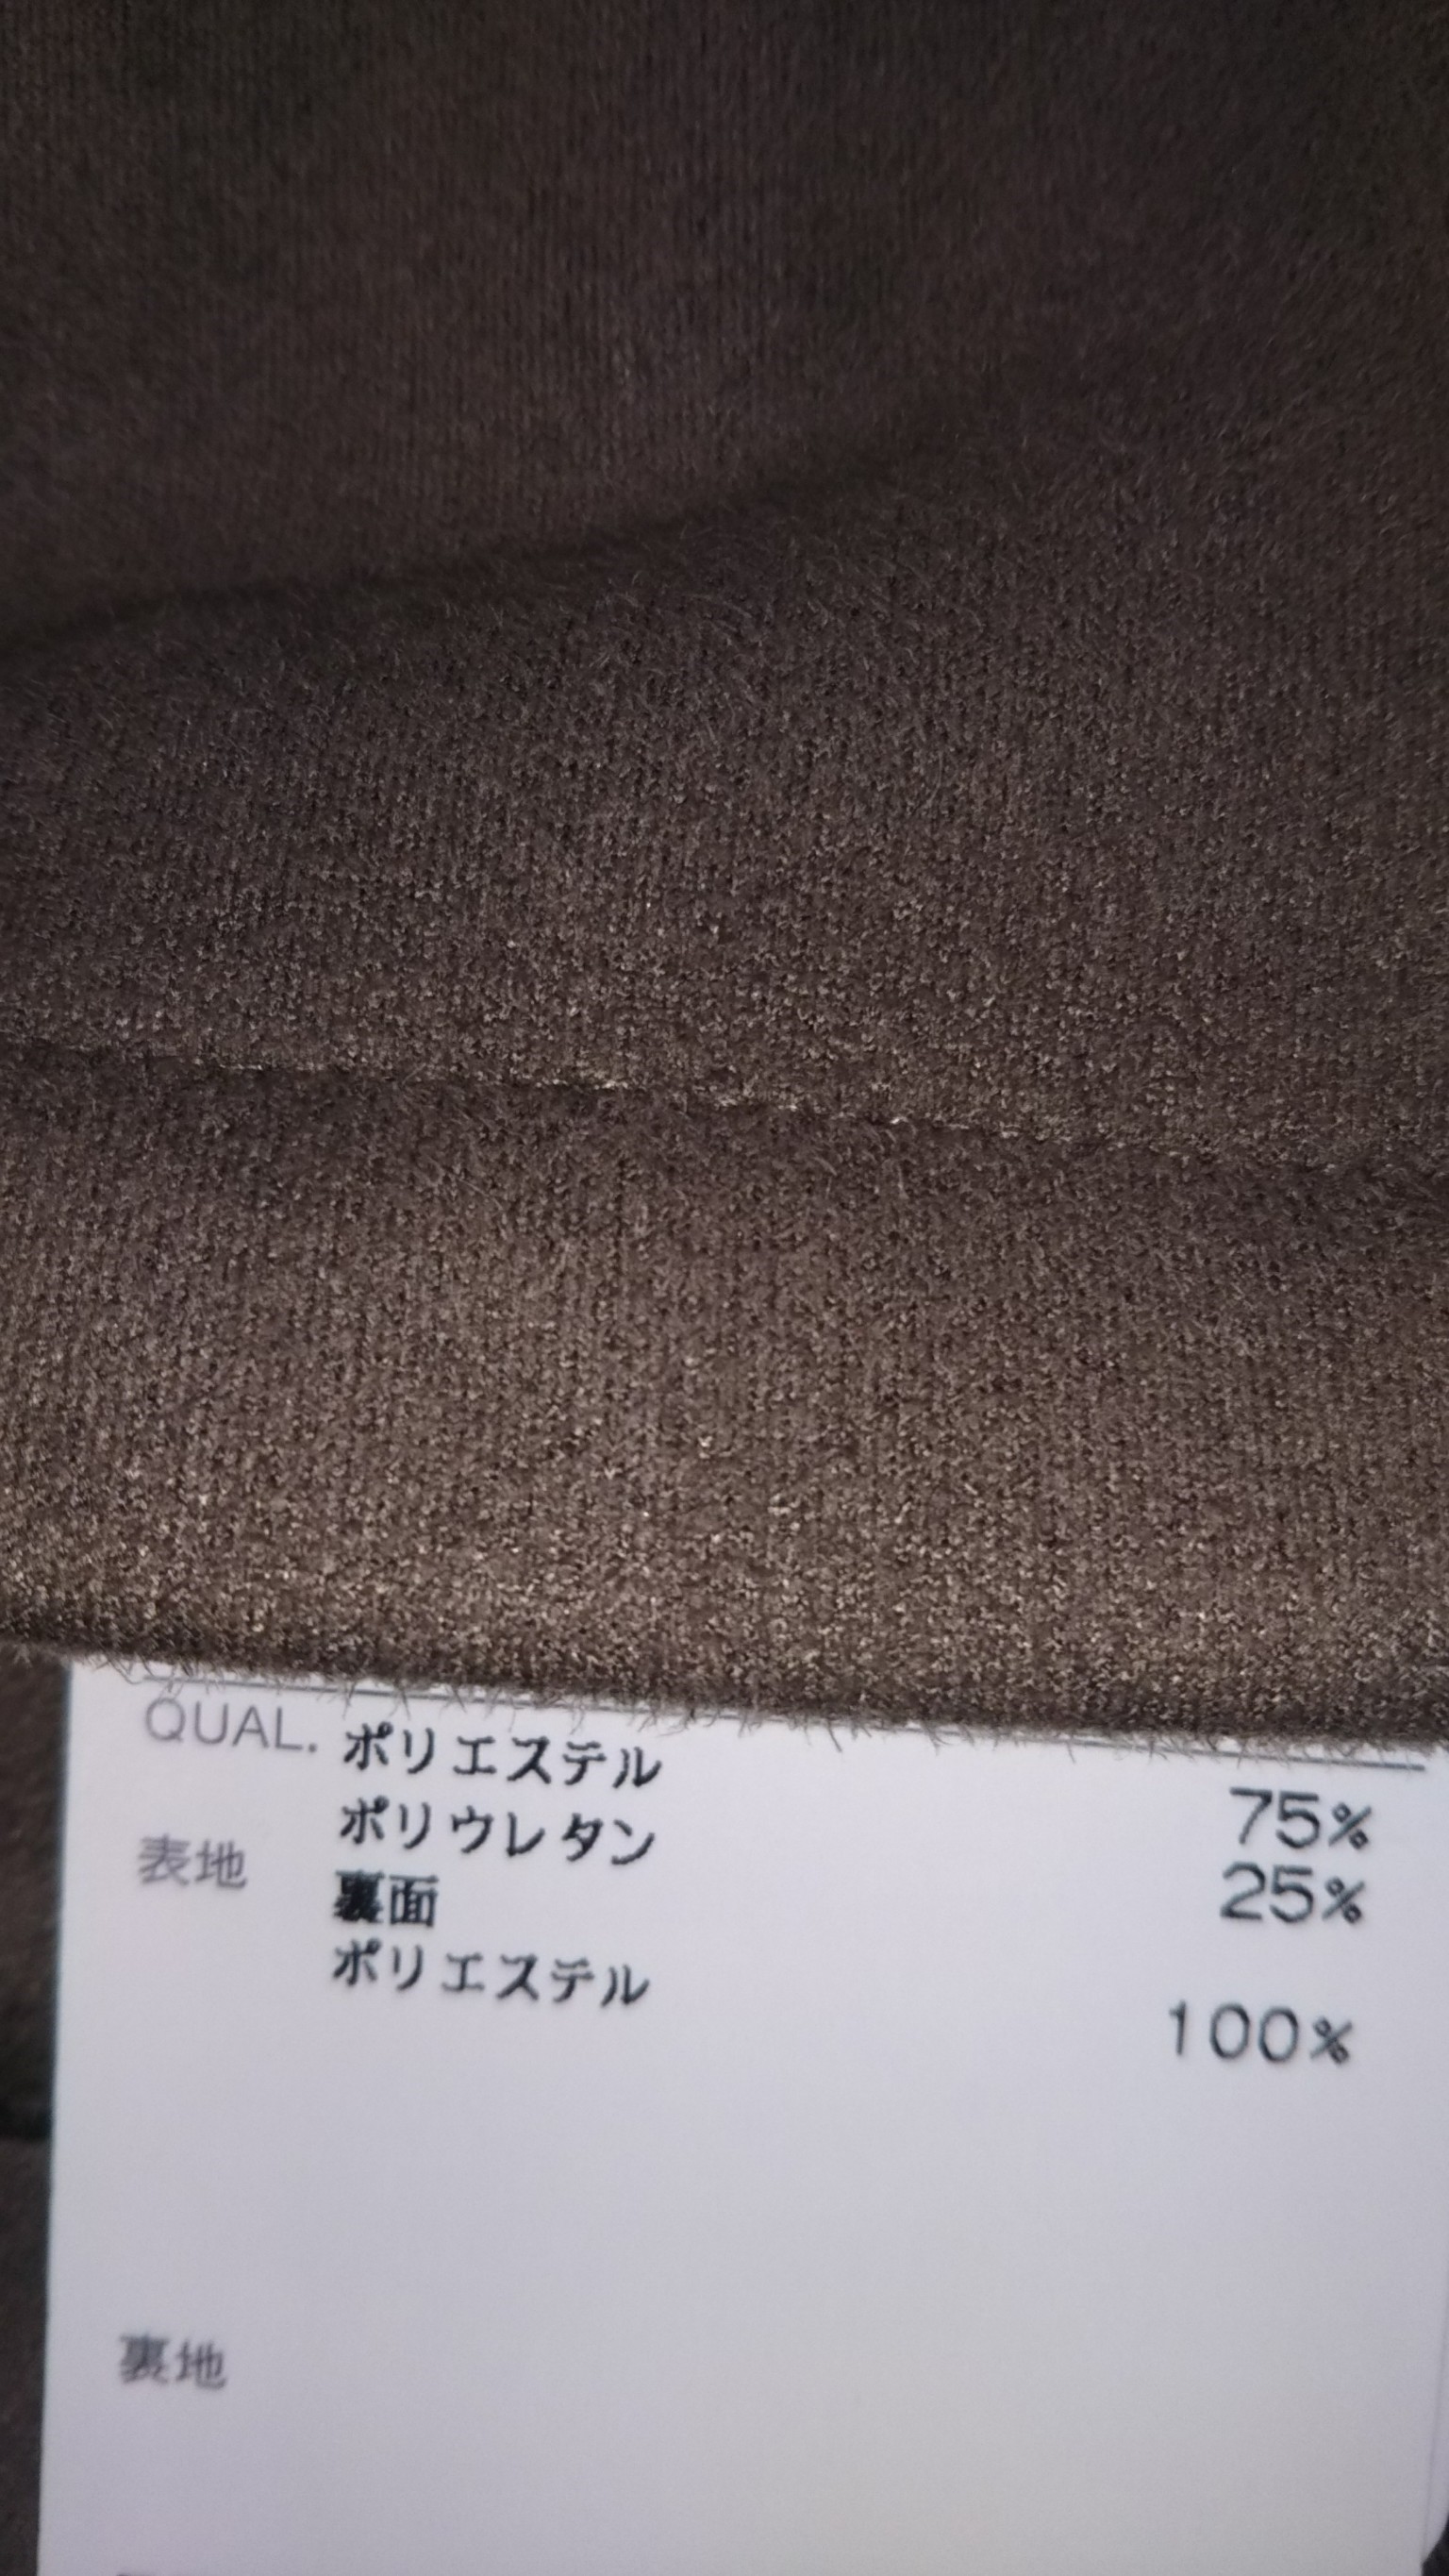 QUAL. ポリエステル 75%
表地 ポリウレタン 25%
裏面
ポリエステル 100%
裏地